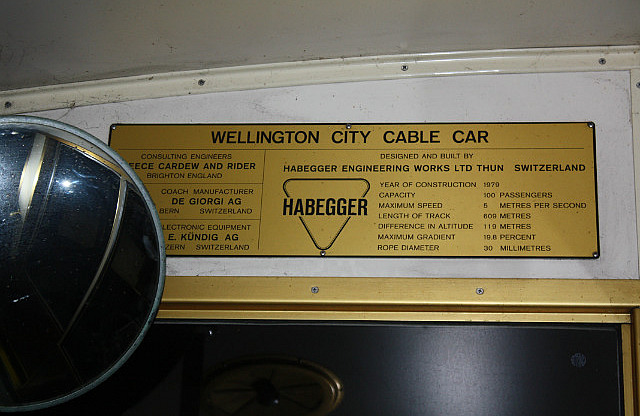 WELLINGTON CITY CABLE CAR
CONSULTING ENGINEERS
CARDEW AND RIDER
BRIGHTON ENGLAND
COACH MANUFACTURER
DE GIORGI AG
BERN SWITZERLAND
EQUIPMENT
E. KÜNDIG AG
SWITZERLAND
DESIGNED AND BUILT BY
HABEGGER ENGINEERING WORKS LTD THUN SWITZERLAND
HABEGGER
YEAR OF CONSTRUCTION 1979
CAPACITY 100 PASSENGERS
MAXIMUM SPEED 5 METRES PER SECOND
LENGTH OF TRACK 609 METRES
DIFFERENCE IN ALTITUDE 119 METRES
MAXIMUM GRADIENT 19.8 PERCENT
ROPE DIAMETER 30 MILLIMETRES